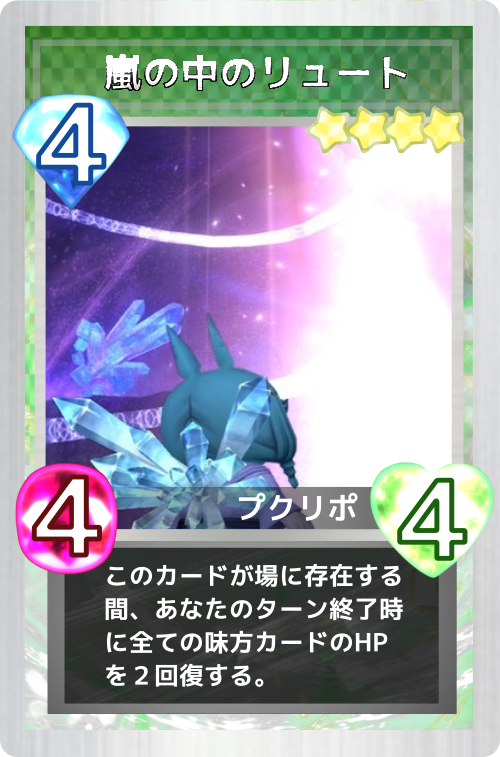 嵐の中のリュート
4
4
プクリポ
4
このカードが場に存在する
間、あなたのターン終了時
に全ての味方カードのHP
を２回復する。